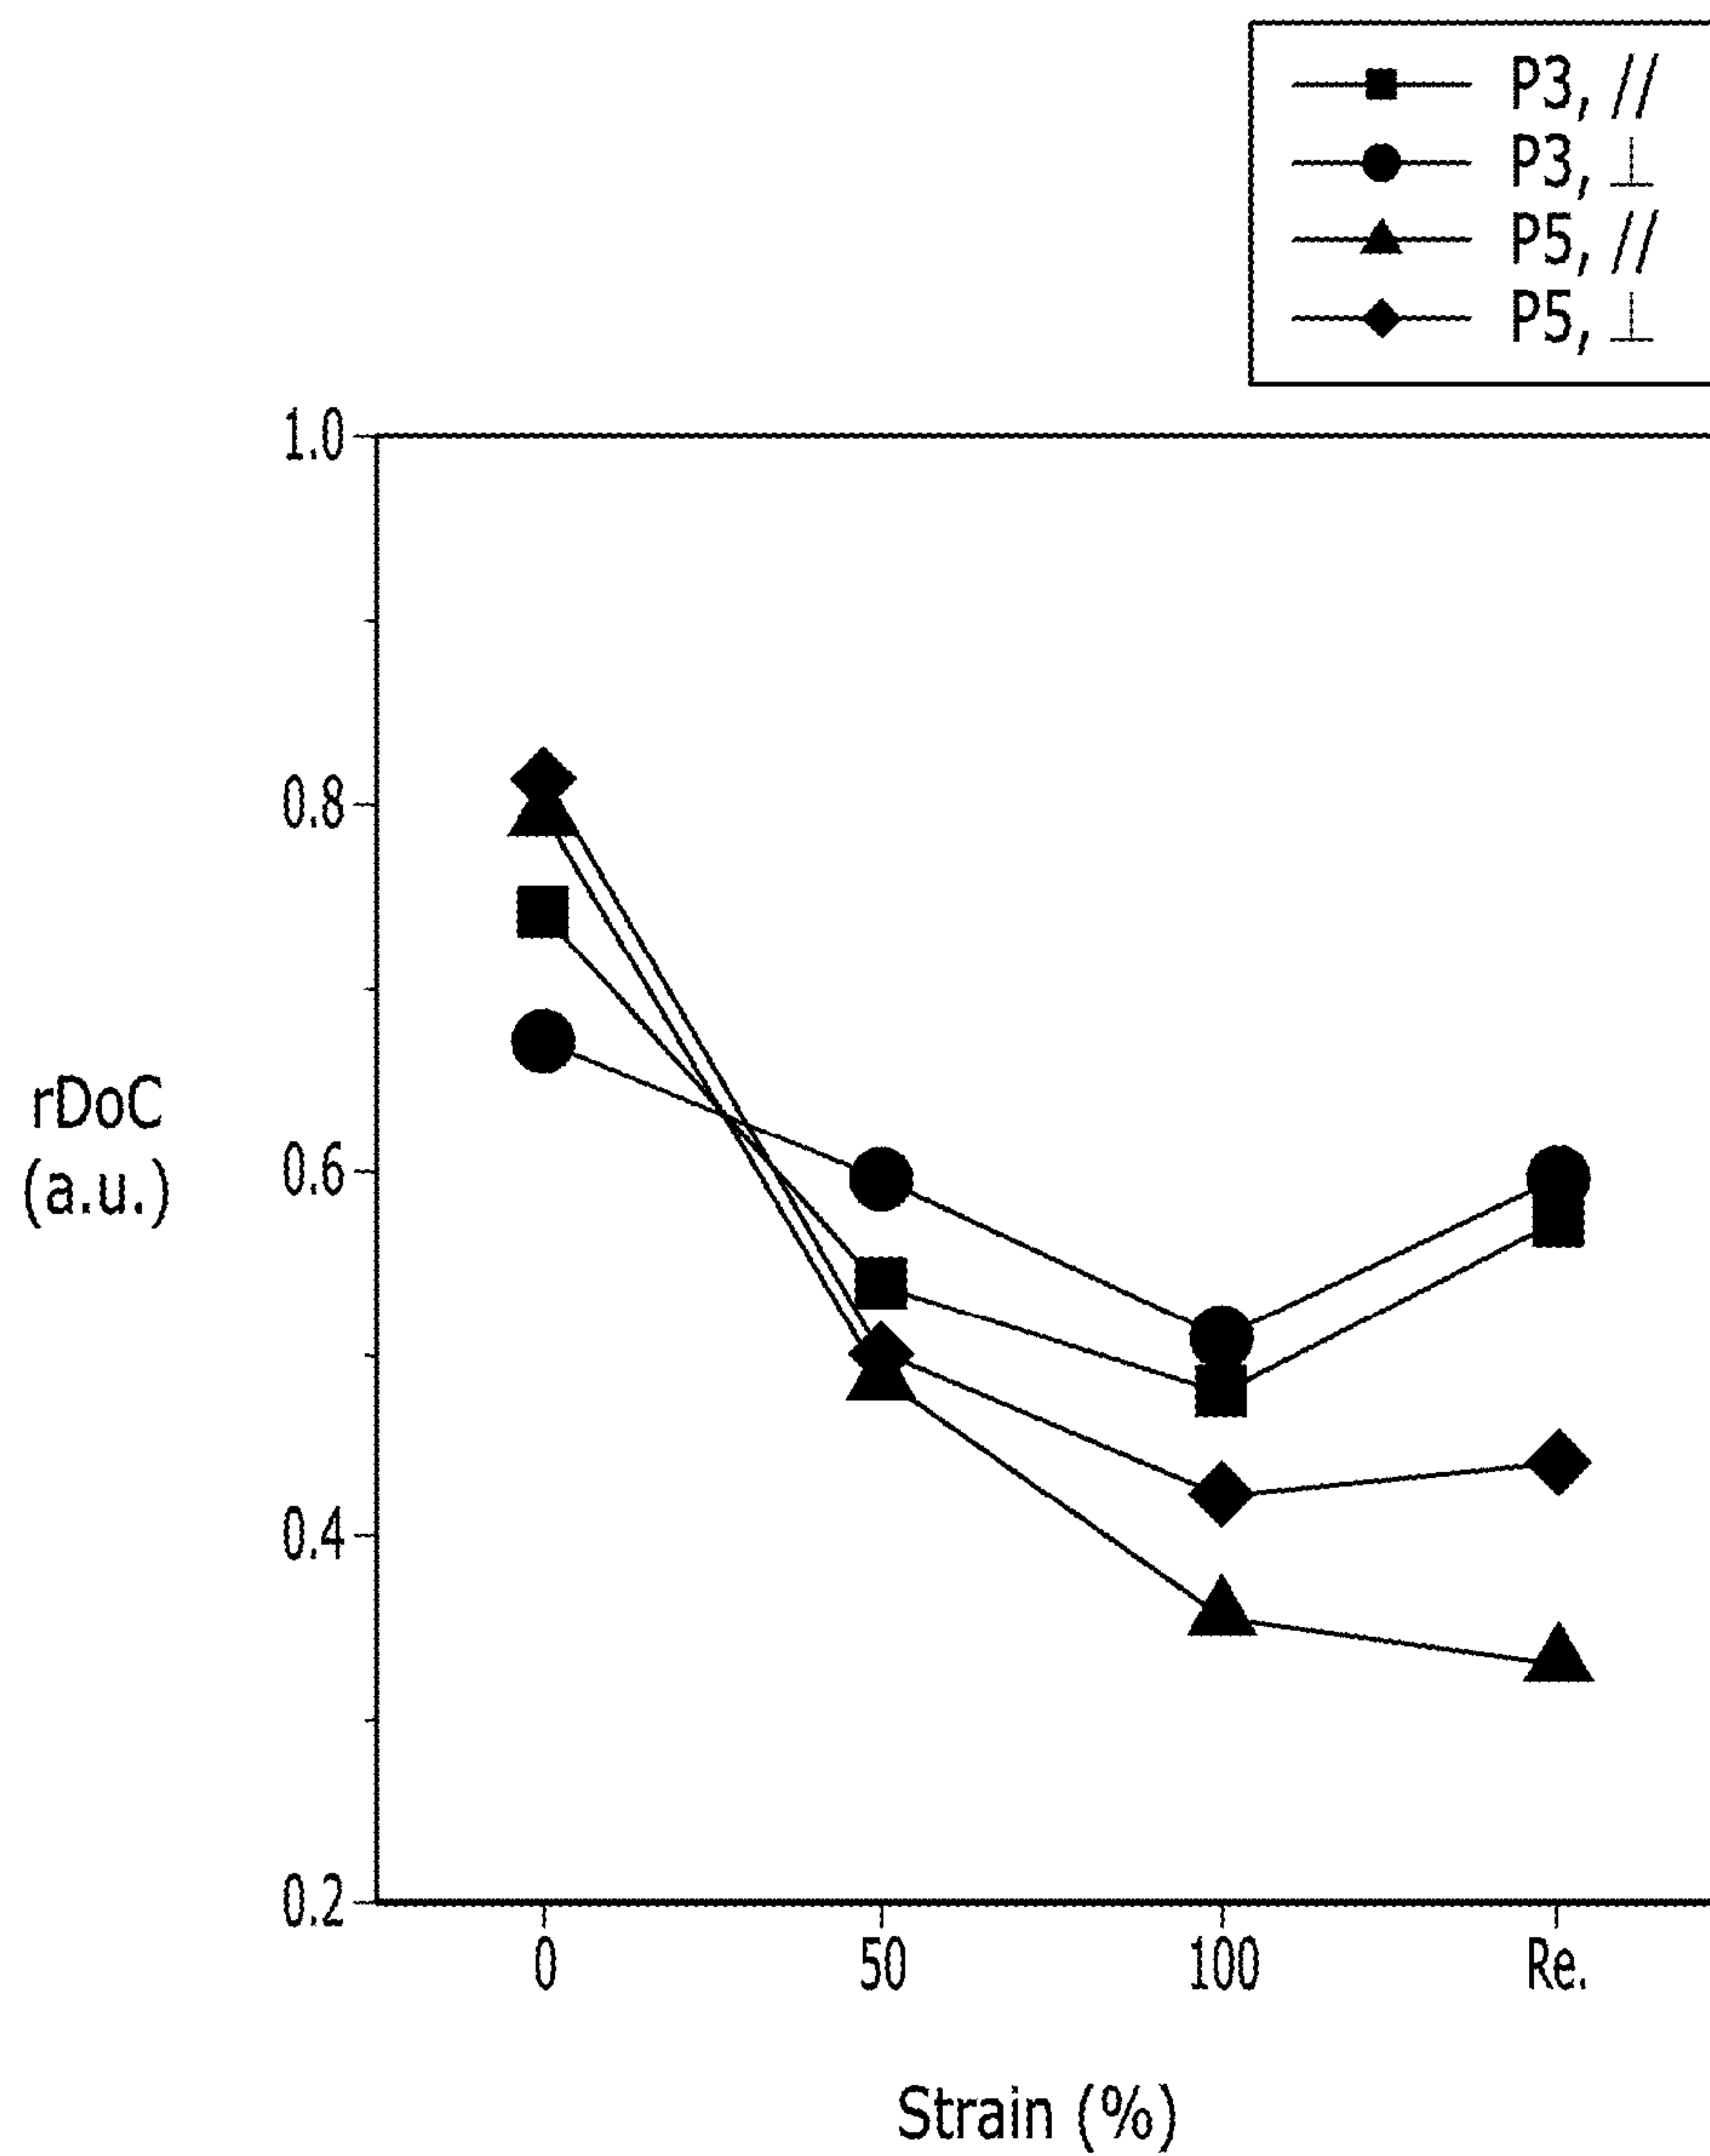 P3, //
P3, ⊥
P5, //
P5, ⊥
1.0
0.8
0.6
0.4
0.2
rDoC
(a.u.)
0 50 100 Re.
Strain (%)